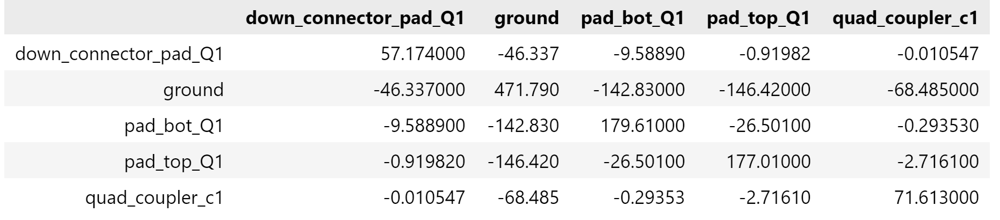 down_connector_pad_Q1 ground pad_bot_Q1 pad_top_Q1 quad_coupler_c1
down_connector_pad_Q1 57.174000 -46.337 -9.58890 -0.91982 -0.010547
ground -46.337000 471.790 -142.83000 -146.42000 -68.485000
pad_bot_Q1 -9.588900 -142.830 179.61000 -26.50100 -0.293530
pad_top_Q1 -0.919820 -146.420 -26.50100 177.01000 -2.716100
quad_coupler_c1 -0.010547 -68.485 -0.29353 -2.71610 71.613000